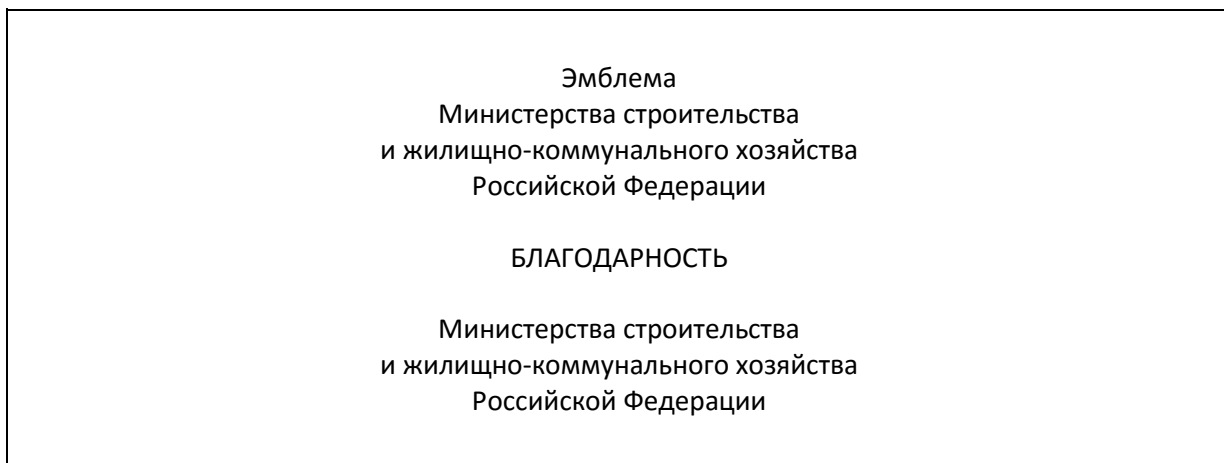 Эмблема
Министерства строительства
и жилищно-коммунального хозяйства
Российской Федерации
БЛАГОДАРНОСТЬ
Министерства строительства
и жилищно-коммунального хозяйства
Российской Федерации